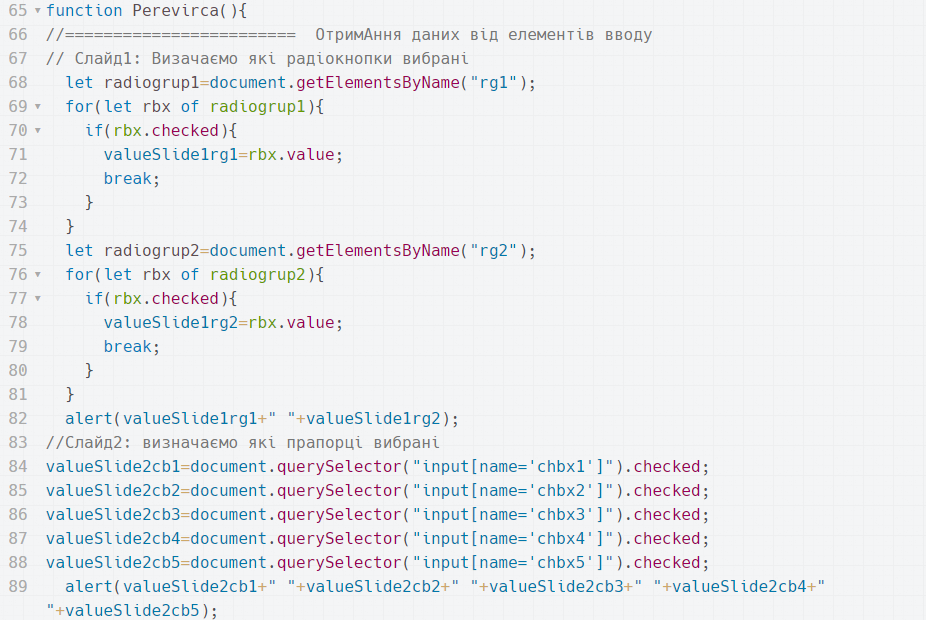 65 function Perevirca(){
66 //======================== ОтримАння даних від елементів вводу
67 // Слайд1: Визачаємо які радіокнопки вибрані
68 let radiogrup1=document.getElementsByName("rg1");
69 for(let rbx of radiogrup1){
70 if(rbx.checked){
71 valueSlide1rg1=rbx.value;
72 break;
73 }
74 }
75 let radiogrup2=document.getElementsByName("rg2");
76 for(let rbx of radiogrup2){
77 if(rbx.checked){
78 valueSlide1rg2=rbx.value;
79 break;
80 }
81 }
82 alert(valueSlide1rg1+" "+valueSlide1rg2);
83 //Слайд2: визначаємо які прапорці вибрані
84 valueSlide2cb1=document.querySelector("input[name='chbx1']").checked;
85 valueSlide2cb2=document.querySelector("input[name='chbx2']").checked;
86 valueSlide2cb3=document.querySelector("input[name='chbx3']").checked;
87 valueSlide2cb4=document.querySelector("input[name='chbx4']").checked;
88 valueSlide2cb5=document.querySelector("input[name='chbx5']").checked;
89 alert(valueSlide2cb1+" "+valueSlide2cb2+" "+valueSlide2cb3+" "+valueSlide2cb4+"
"+valueSlide2cb5);